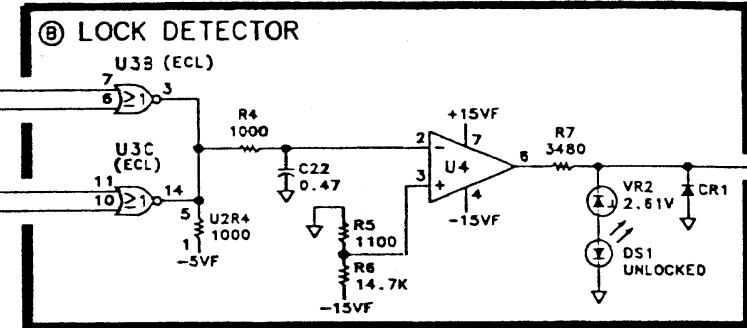 Ⓑ LOCK DETECTOR
U3B (ECL)
7
6
≥1
3
R4
1000
+15VF
7
R7
3480
2
-
U4
6
U3C
(ECL)
C22
0.47
3
+
4
-15VF
VR2
2.61V
CR1
11
10
≥1
14
5
U2R4
1000
1
-5VF
R5
1100
R6
14.7K
-15VF
DS1
UNLOCKED